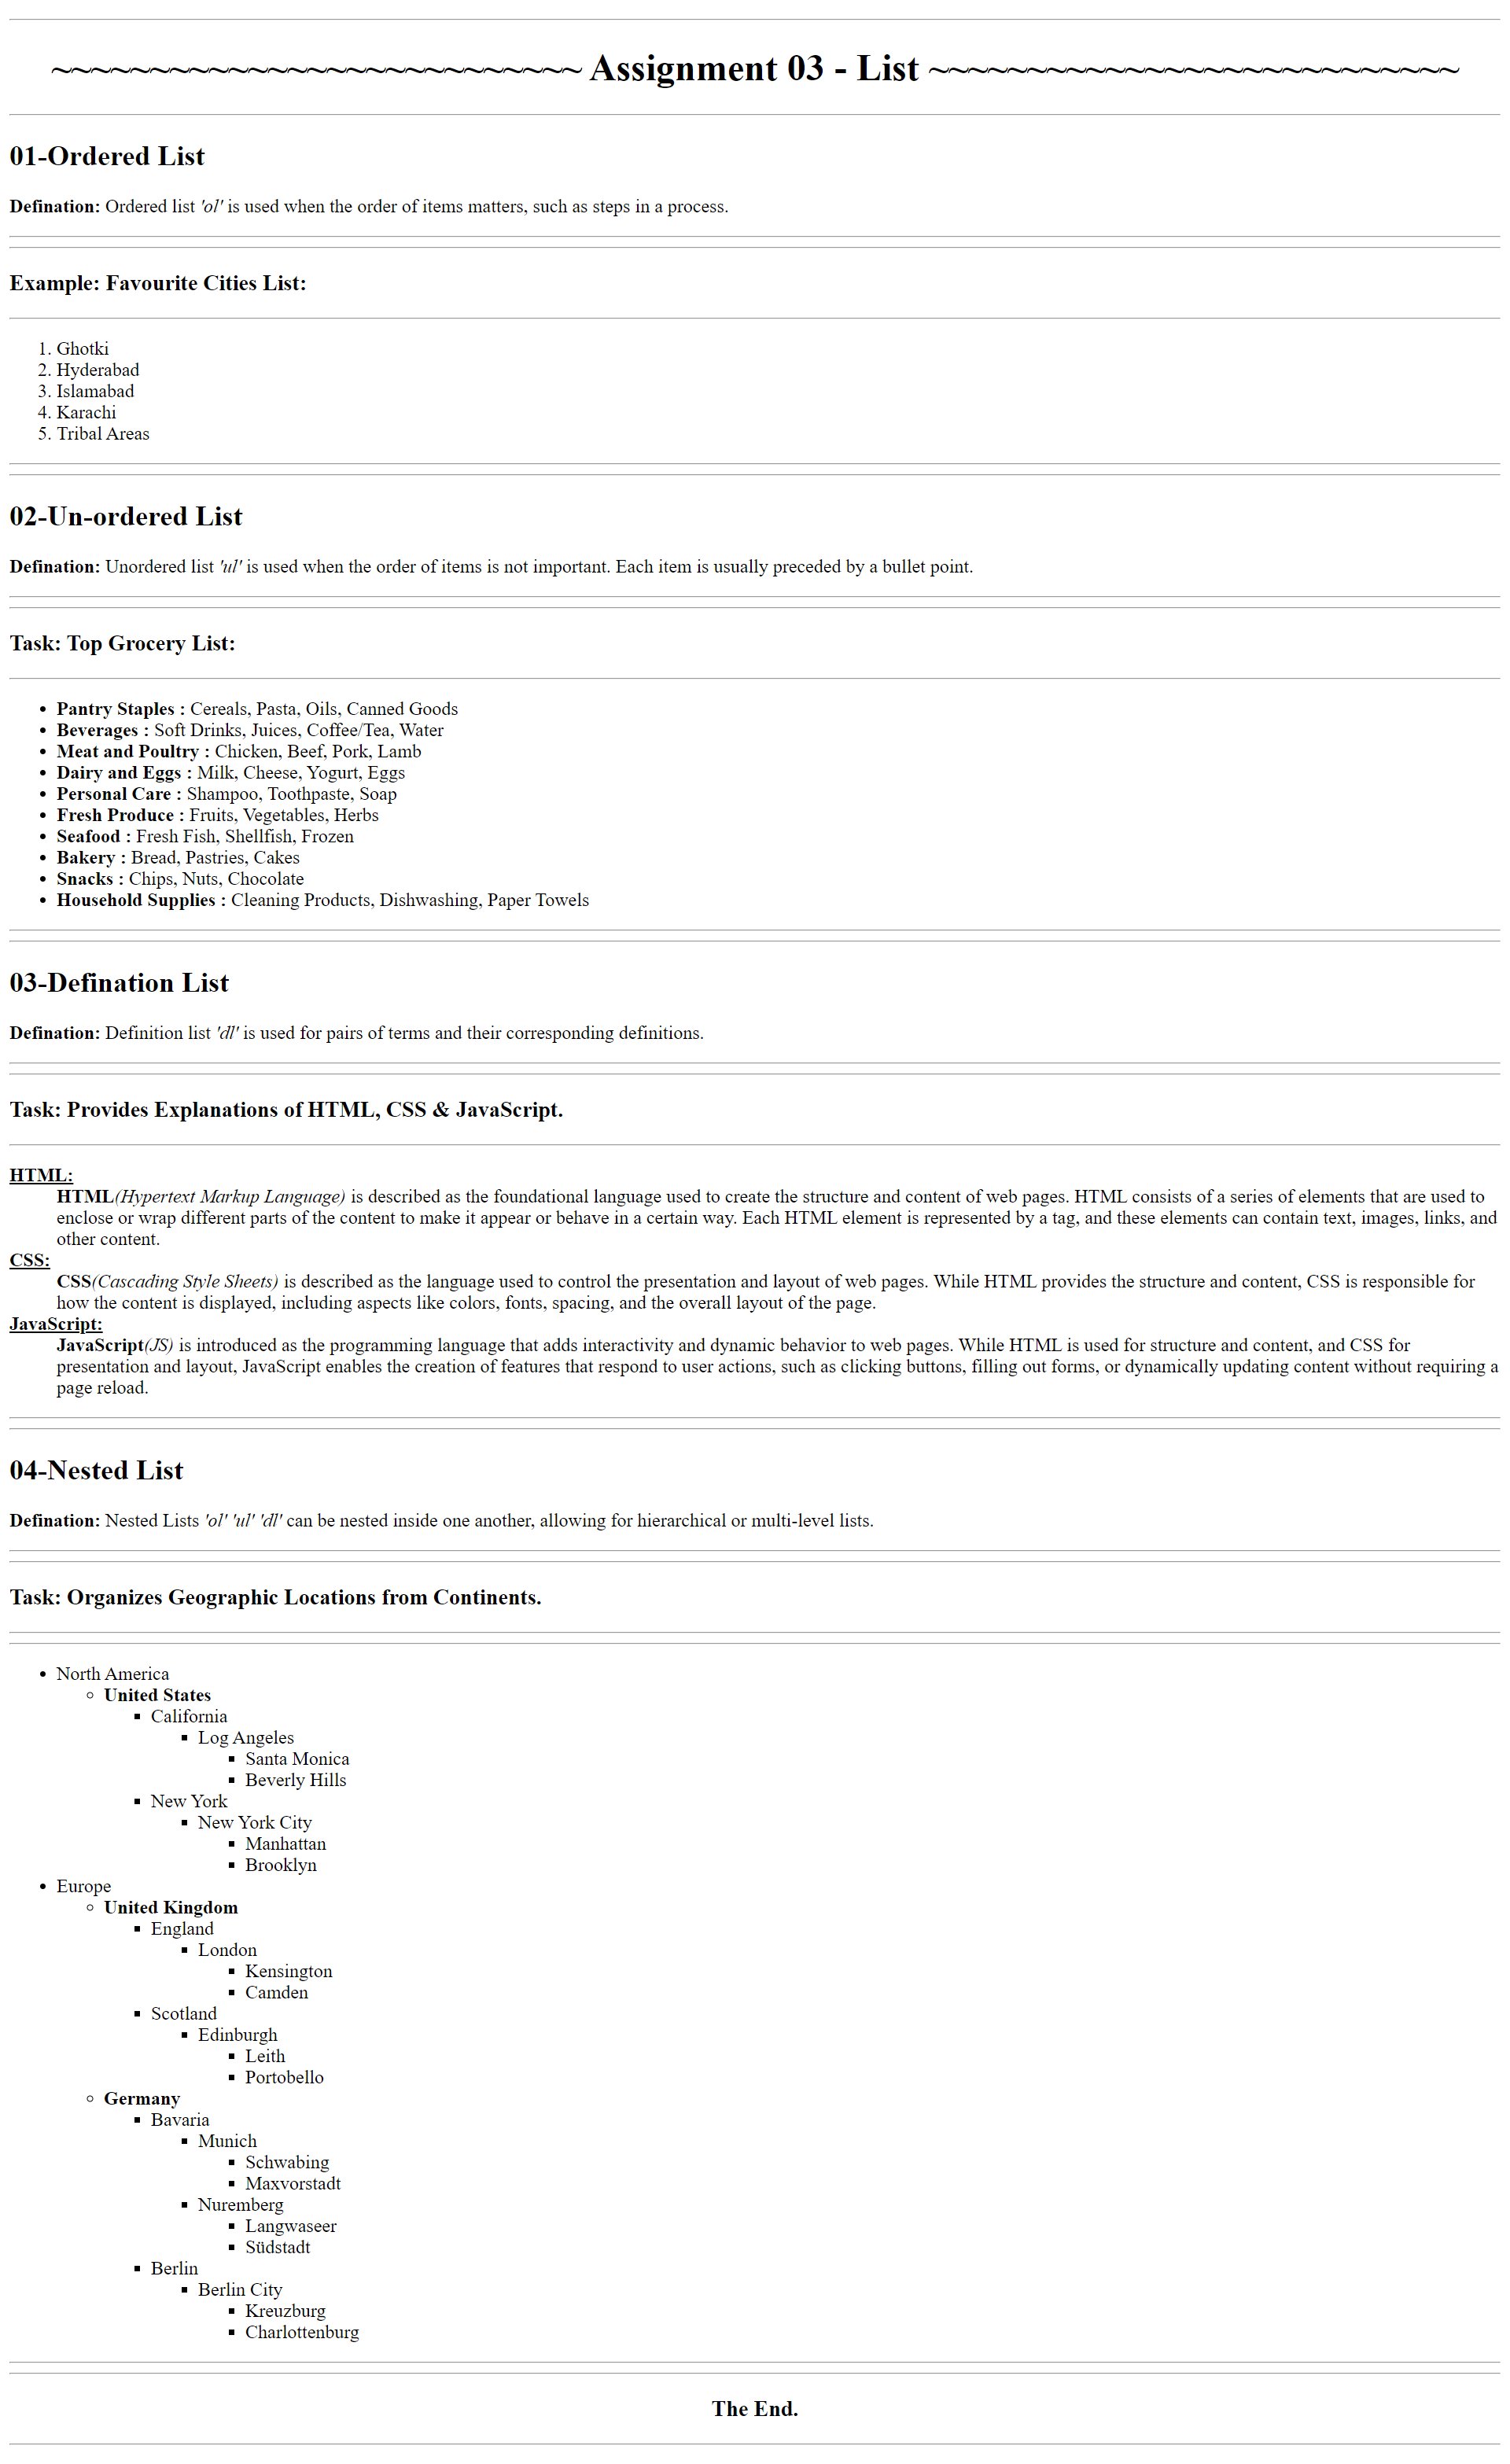 ~~~~~~~~~~~~~~~~~~~~~~~~~~~ Assignment 03 - List ~~~~~~~~~~~~~~~~~~~~~~~~~~~
01-Ordered List
Defination: Ordered list 'ol' is used when the order of items matters, such as steps in a process.
Example: Favourite Cities List:
1. Ghotki
2. Hyderabad
3. Islamabad
4. Karachi
5. Tribal Areas
02-Un-ordered List
Defination: Unordered list 'ul' is used when the order of items is not important. Each item is usually preceded by a bullet point.
Task: Top Grocery List:
• Pantry Staples : Cereals, Pasta, Oils, Canned Goods
• Beverages : Soft Drinks, Juices, Coffee/Tea, Water
• Meat and Poultry : Chicken, Beef, Pork, Lamb
• Dairy and Eggs : Milk, Cheese, Yogurt, Eggs
• Personal Care : Shampoo, Toothpaste, Soap
• Fresh Produce : Fruits, Vegetables, Herbs
• Seafood : Fresh Fish, Shellfish, Frozen
• Bakery : Bread, Pastries, Cakes
• Snacks : Chips, Nuts, Chocolate
• Household Supplies : Cleaning Products, Dishwashing, Paper Towels
03-Defination List
Defination: Definition list 'dl' is used for pairs of terms and their corresponding definitions.
Task: Provides Explanations of HTML, CSS & JavaScript.
HTML:
HTML(Hypertext Markup Language) is described as the foundational language used to create the structure and content of web pages. HTML consists of a series of elements that are used to
enclose or wrap different parts of the content to make it appear or behave in a certain way. Each HTML element is represented by a tag, and these elements can contain text, images, links, and
other content.
CSS:
CSS(Cascading Style Sheets) is described as the language used to control the presentation and layout of web pages. While HTML provides the structure and content, CSS is responsible for
how the content is displayed, including aspects like colors, fonts, spacing, and the overall layout of the page.
JavaScript:
JavaScript(JS) is introduced as the programming language that adds interactivity and dynamic behavior to web pages. While HTML is used for structure and content, and CSS for
presentation and layout, JavaScript enables the creation of features that respond to user actions, such as clicking buttons, filling out forms, or dynamically updating content without requiring a
page reload.
04-Nested List
Defination: Nested Lists 'ol' 'ul' 'dl' can be nested inside one another, allowing for hierarchical or multi-level lists.
Task: Organizes Geographic Locations from Continents.
• North America
◦ United States
▪ California
▪ Log Angeles
▪ Santa Monica
▪ Beverly Hills
▪ New York
▪ New York City
▪ Manhattan
▪ Brooklyn
• Europe
◦ United Kingdom
▪ England
▪ London
▪ Kensington
▪ Camden
▪ Scotland
▪ Edinburgh
▪ Leith
▪ Portobello
◦ Germany
▪ Bavaria
▪ Munich
▪ Schwabing
▪ Maxvorstadt
▪ Nuremberg
▪ Langwaseer
▪ Südstadt
▪ Berlin
▪ Berlin City
▪ Kreuzburg
▪ Charlottenburg
The End.